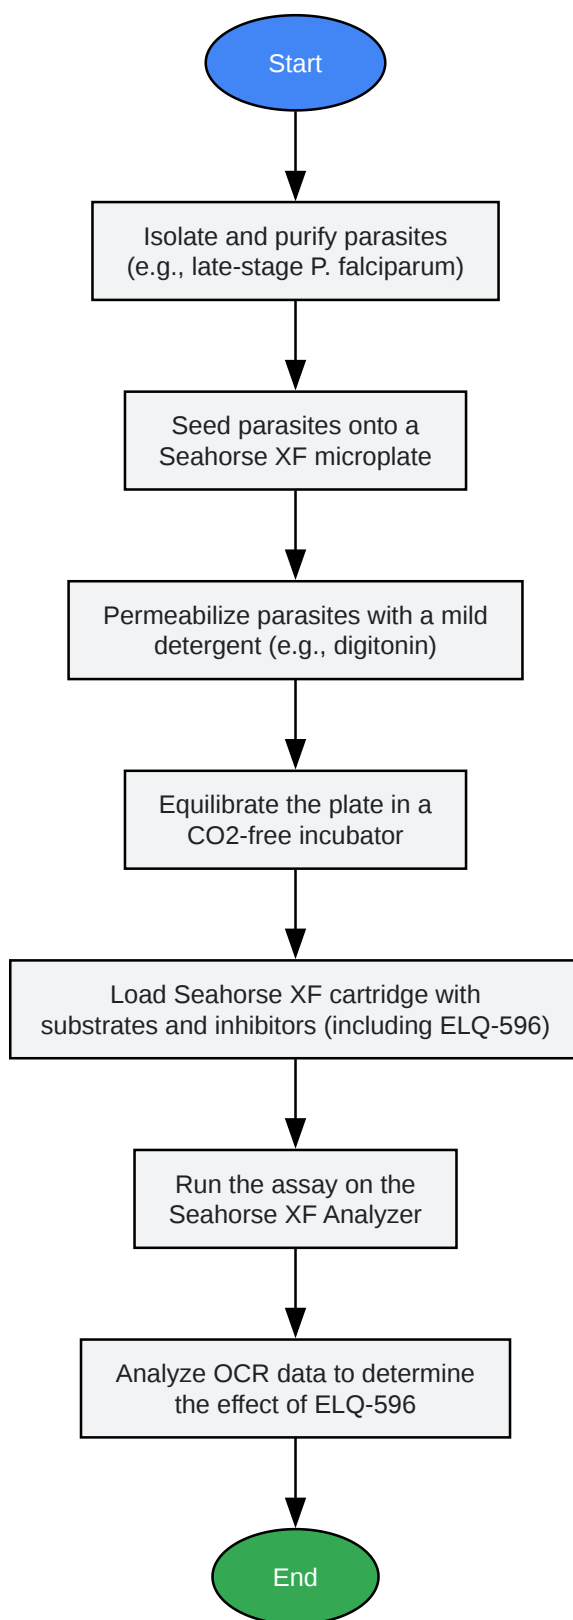 Start
Isolate and purify parasites
(e.g., late-stage P. falciparum)
Seed parasites onto a
Seahorse XF microplate
Permeabilize parasites with a mild
detergent (e.g., digitonin)
Equilibrate the plate in a
CO2-free incubator
Load Seahorse XF cartridge with
substrates and inhibitors (including ELQ-596)
Run the assay on the
Seahorse XF Analyzer
Analyze OCR data to determine
the effect of ELQ-596
End